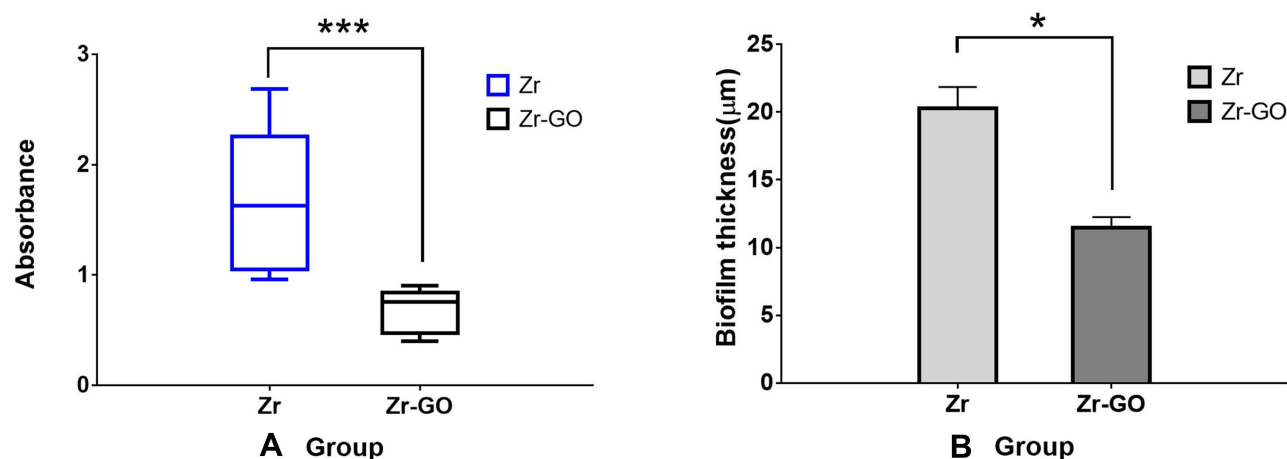 ***
3
2
1
0
Absorbance
Zr
Zr-GO
Zr
Zr-GO
A Group
*
25
20
15
10
5
0
Biofilm thickness(μm)
Zr
Zr-GO
Zr
Zr-GO
B Group